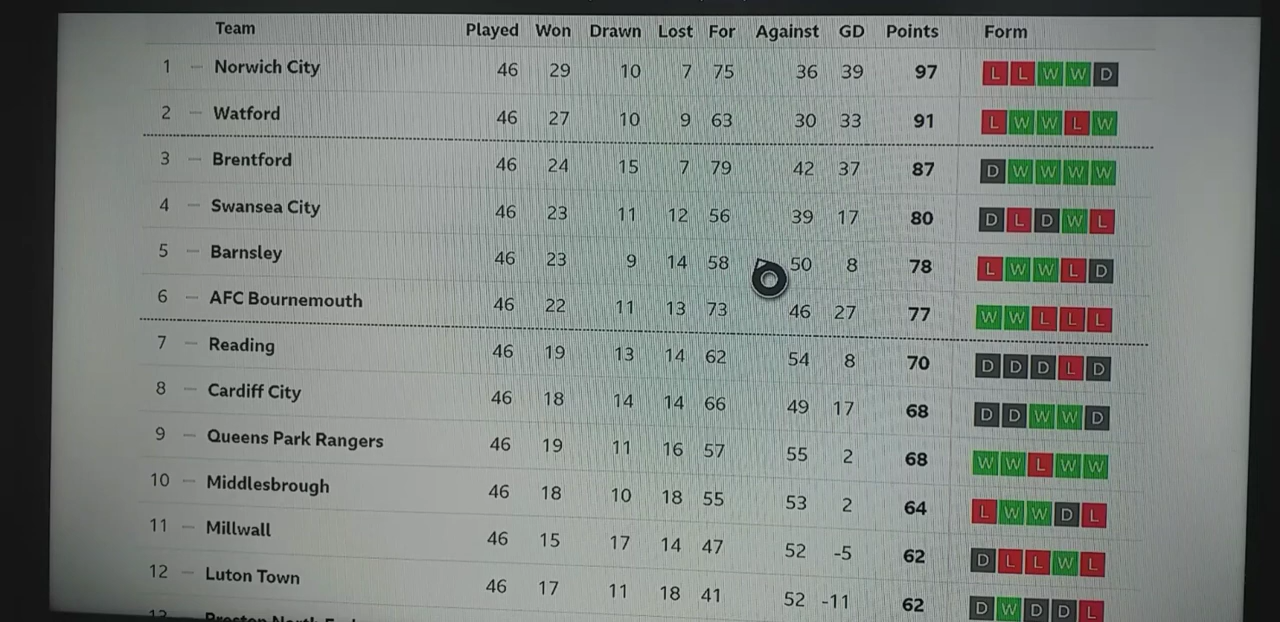 Team Played Won Drawn Lost For Against GD Points Form
1 – Norwich City 46 29 10 7 75 36 39 97 L L W W D
2 – Watford 46 27 10 9 63 30 33 91 L W W L W
3 – Brentford 46 24 15 7 79 42 37 87 D W W W W
4 – Swansea City 46 23 11 12 56 39 17 80 D L D W L
5 – Barnsley 46 23 9 14 58 50 8 78 L W W L D
6 – AFC Bournemouth 46 22 11 13 73 46 27 77 W W L L L
7 – Reading 46 19 13 14 62 54 8 70 D D D L D
8 – Cardiff City 46 18 14 14 66 49 17 68 D D W W D
9 – Queens Park Rangers 46 19 11 16 57 55 2 68 W W L W W
10 – Middlesbrough 46 18 10 18 55 53 2 64 L W W D L
11 – Millwall 46 15 17 14 47 52 -5 62 D L L W L
12 – Luton Town 46 17 11 18 41 52 -11 62 D W D D L